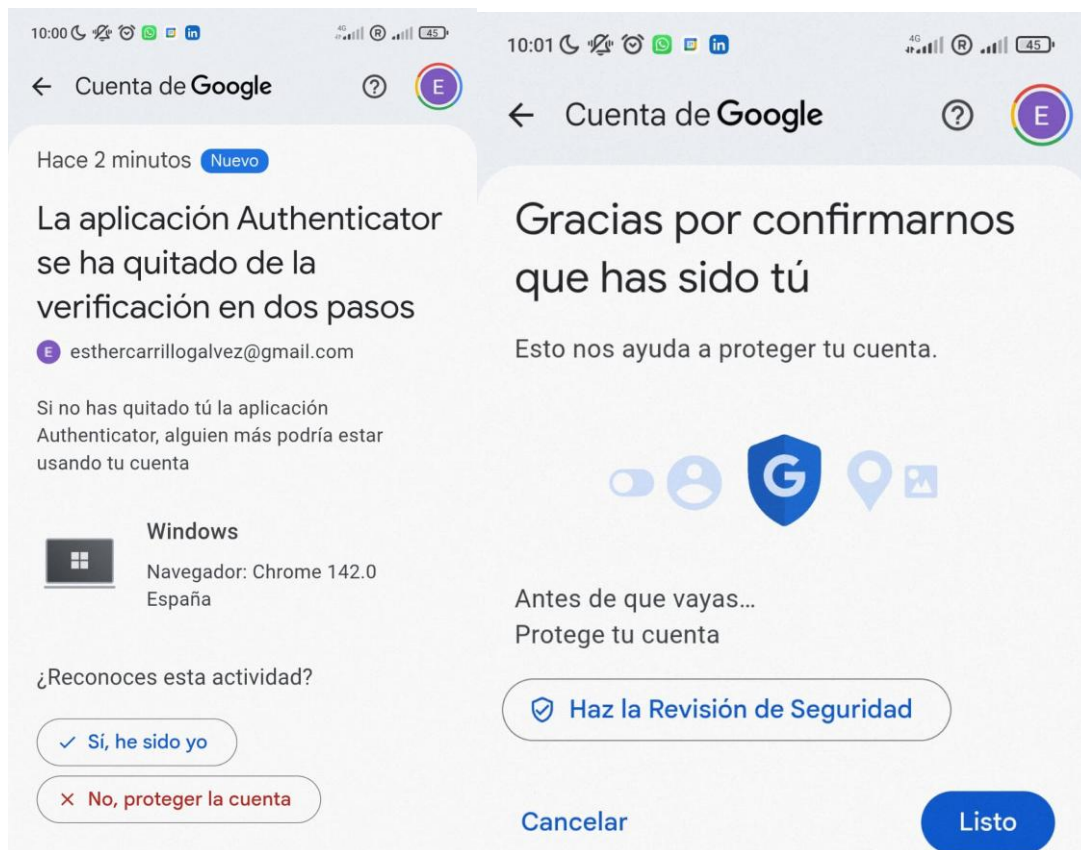 10:00
4G
R
45
Cuenta de Google
?
E
Hace 2 minutos Nuevo
La aplicación Authenticator
se ha quitado de la
verificación en dos pasos
E esthercarrillogalvez@gmail.com
Si no has quitado tú la aplicación
Authenticator, alguien más podría estar
usando tu cuenta
Windows
Navegador: Chrome 142.0
España
¿Reconoces esta actividad?
Sí, he sido yo
No, proteger la cuenta
10:01
4G
R
45
Cuenta de Google
?
E
Gracias por confirmarnos
que has sido tú
Esto nos ayuda a proteger tu cuenta.
G
Antes de que vayas...
Protege tu cuenta
Haz la Revisión de Seguridad
Cancelar
Listo